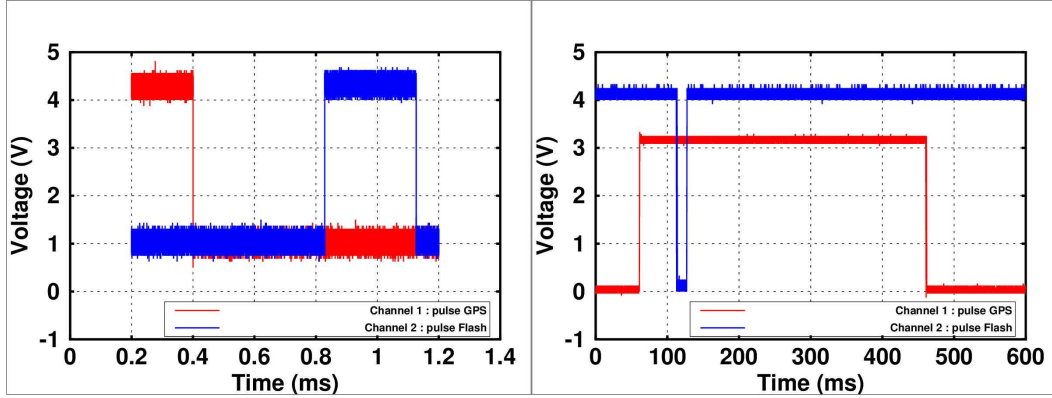 5
4
3
2
1
0
-1
Voltage (V)
0 0.2 0.4 0.6 0.8 1 1.2 1.4
Time (ms)
Channel 1 : pulse GPS
Channel 2 : pulse Flash
5
4
3
2
1
0
-1
Voltage (V)
0 100 200 300 400 500 600
Time (ms)
Channel 1 : pulse GPS
Channel 2 : pulse Flash